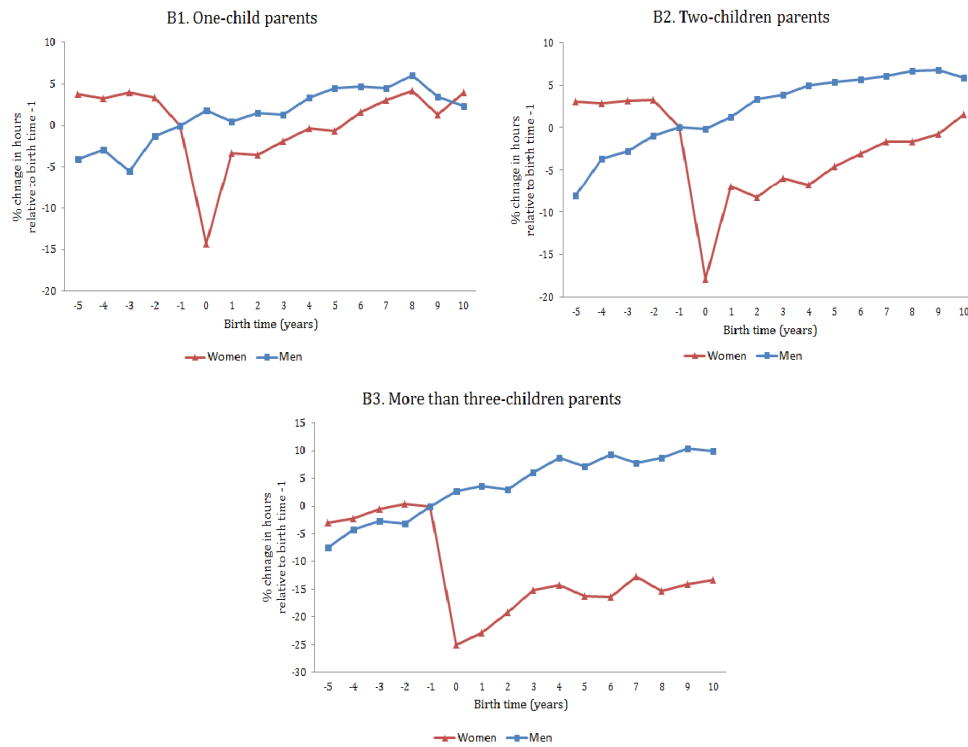 B1. One-child parents
% chnage in hours
relative to birth time -1
10
5
0
-5
-10
-15
-20
-5 -4 -3 -2 -1 0 1 2 3 4 5 6 7 8 9 10
Birth time (years)
Women Men
B2. Two-children parents
% chnage in hours
relative to birth time -1
10
5
0
-5
-10
-15
-20
-5 -4 -3 -2 -1 0 1 2 3 4 5 6 7 8 9 10
Birth time (years)
Women Men
B3. More than three-children parents
% chnage in hours
relative to birth time -1
15
10
5
0
-5
-10
-15
-20
-25
-30
-5 -4 -3 -2 -1 0 1 2 3 4 5 6 7 8 9 10
Birth time (years)
Women Men